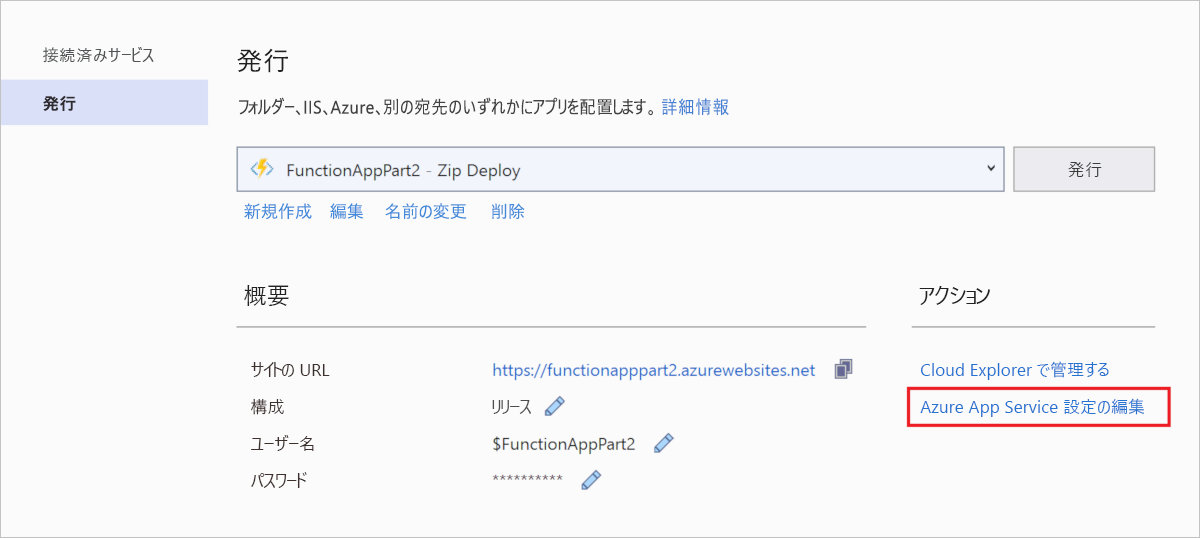 接続済みサービス
発行
発行
フォルダー、IIS、Azure、別の宛先のいずれかにアプリを配置します。 詳細情報
FunctionAppPart2 - Zip Deploy
発行
新規作成 編集 名前の変更 削除
概要
サイトの URL https://functionapppart2.azurewebsites.net
構成 リリース
ユーザー名 $FunctionAppPart2
パスワード **********
アクション
Cloud Explorer で管理する
Azure App Service 設定の編集